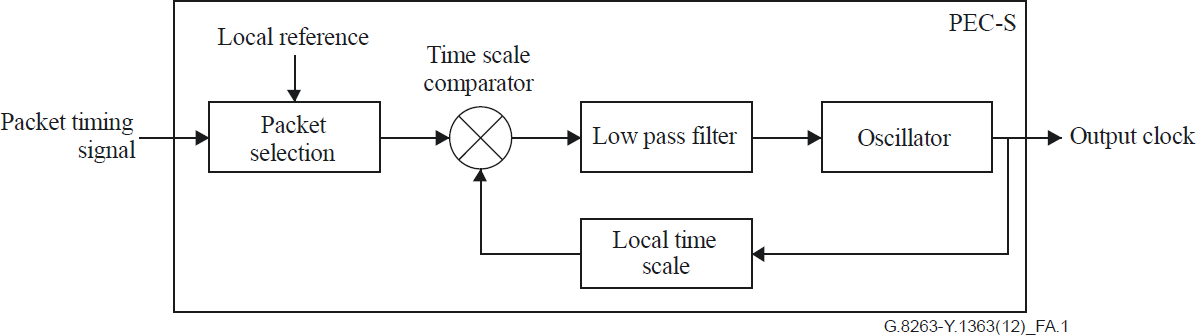 PEC-S
Local reference
Time scale
comparator
Packet timing
signal
Packet
selection
Low pass filter
Oscillator
Output clock
Local time
scale
G.8263-Y.1363(12)_FA.1